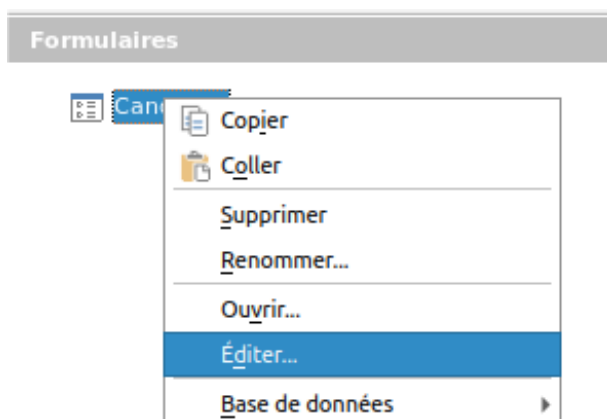 Formulaires
Copier
Coller
Supprimer
Renommer...
Ouvrir...
Éditer...
Base de données